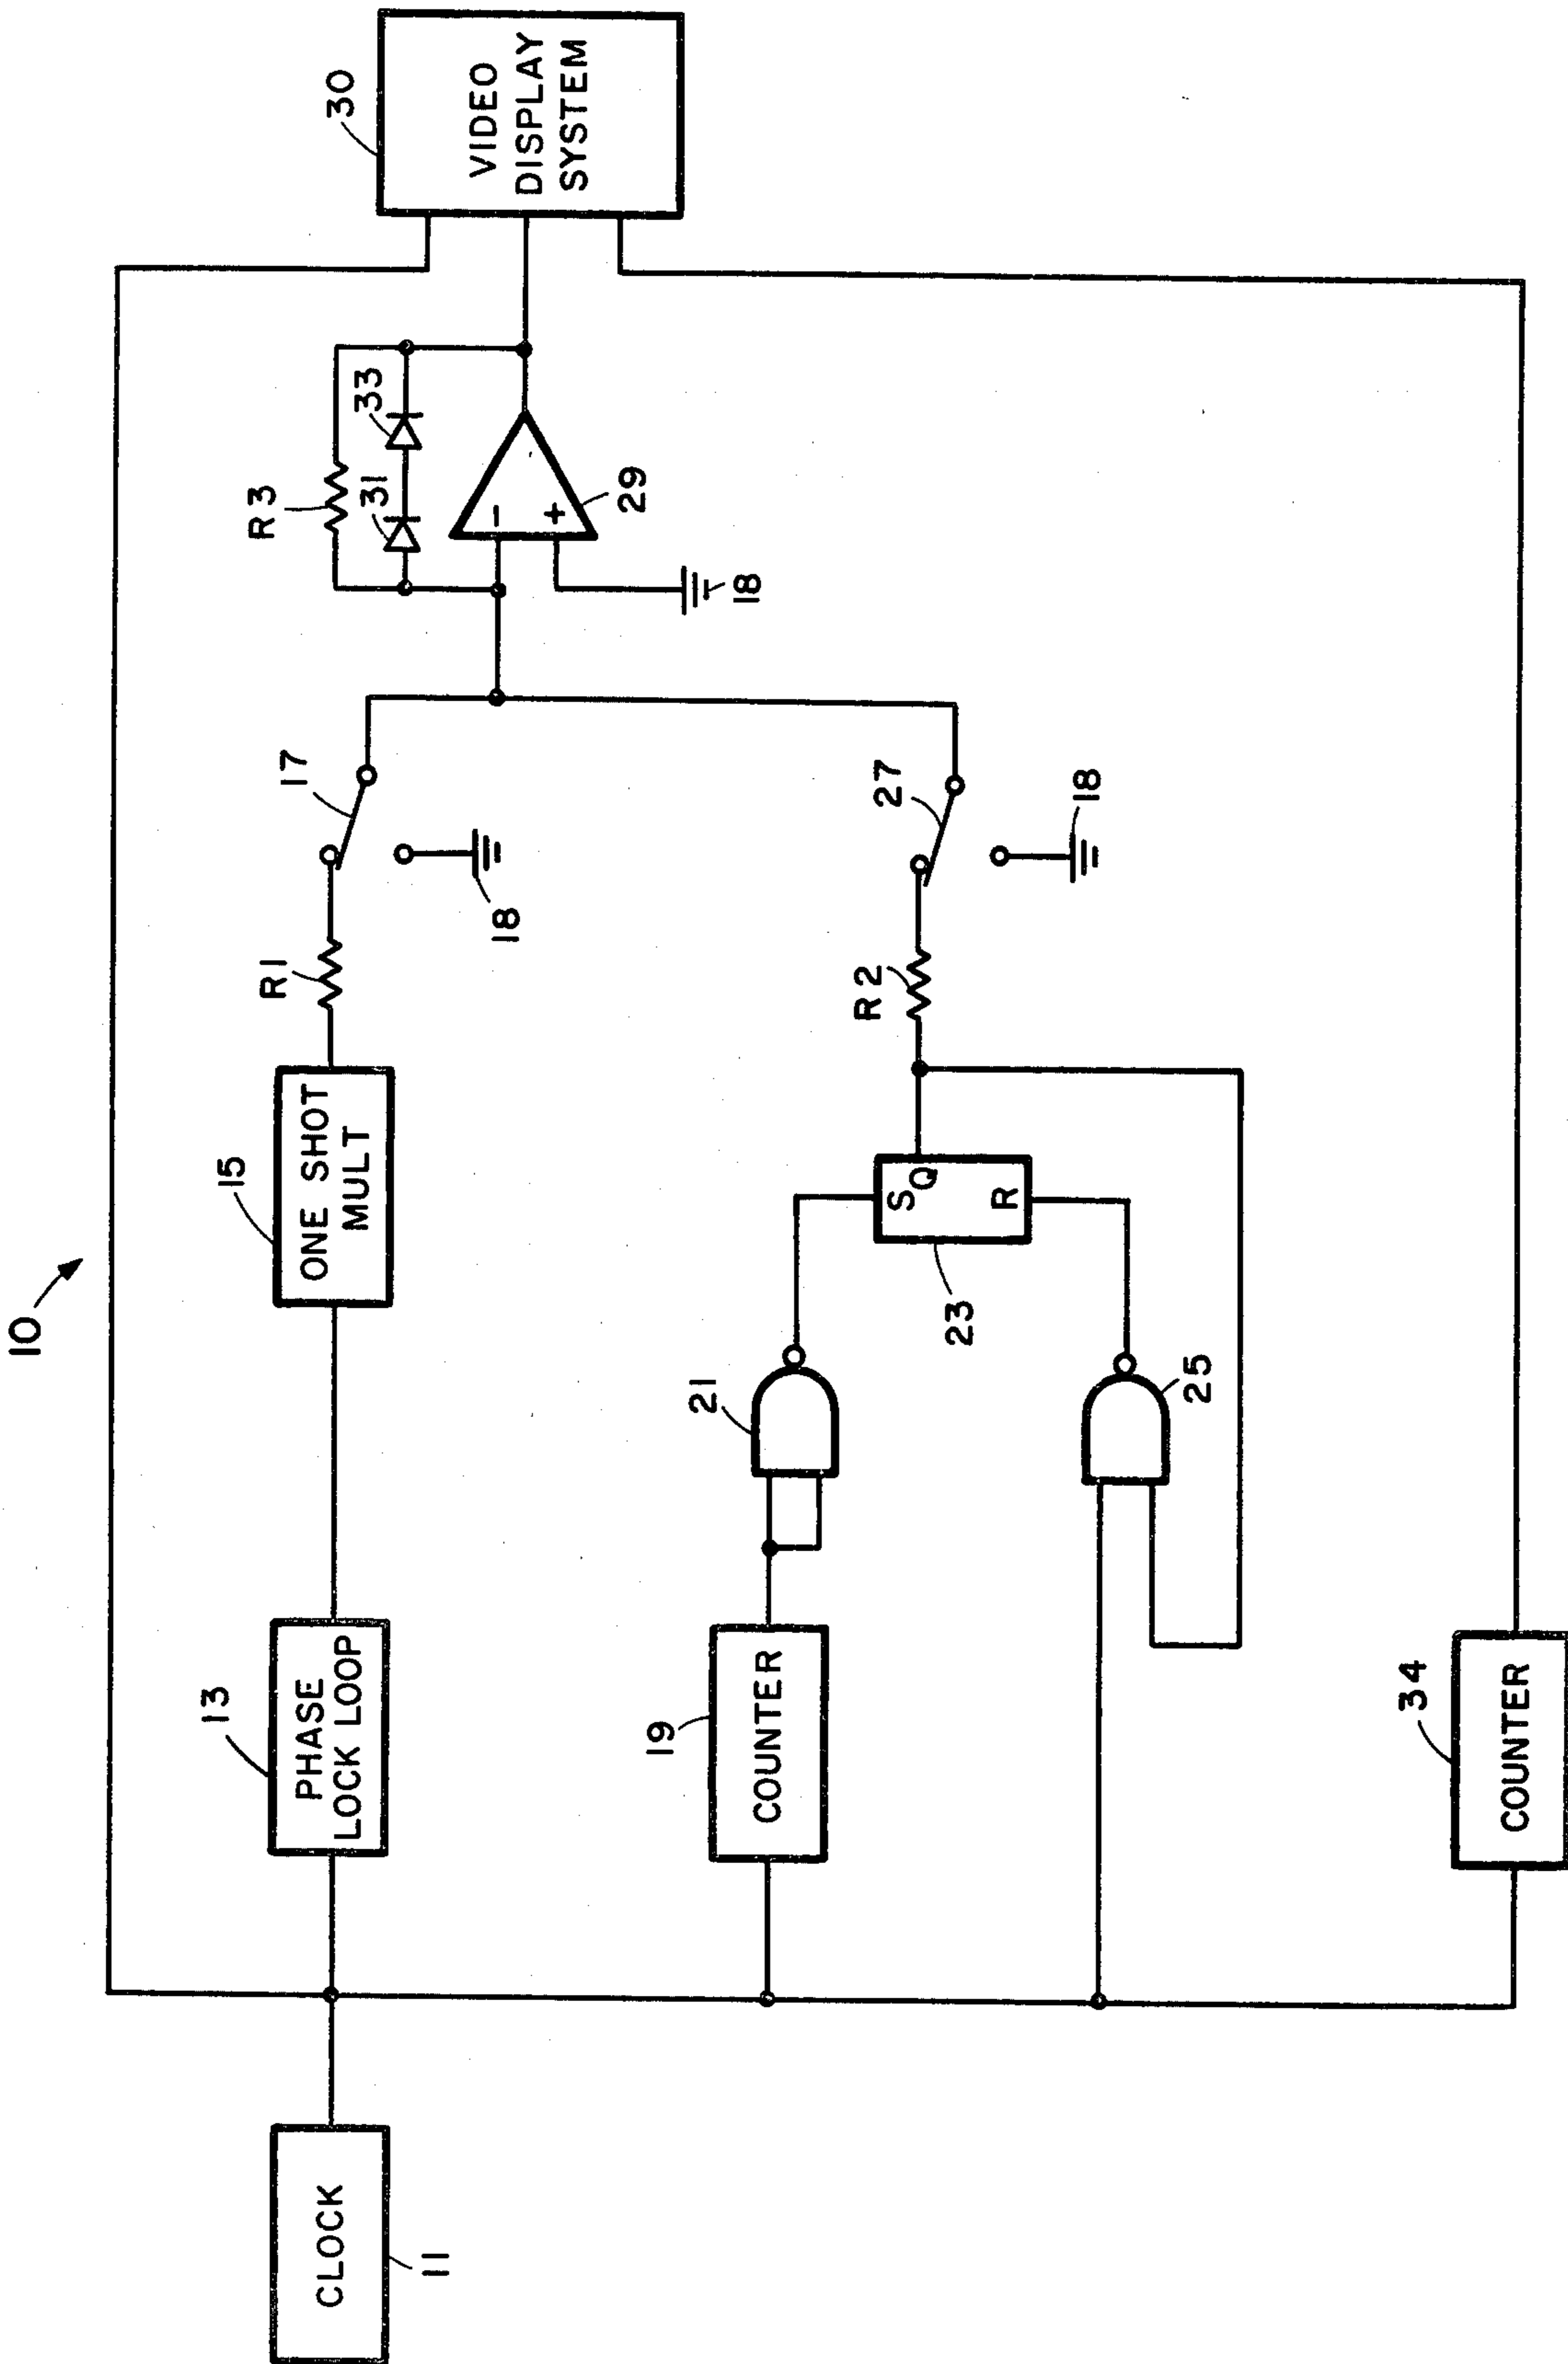 10
CLOCK
11
13
PHASE
LOCK LOOP
15
ONE SHOT
MULT
R1
17
18
R3
31
33
29
18
30
VIDEO
DISPLAY
SYSTEM
19
COUNTER
21
S
Q
R
23
25
R2
27
18
34
COUNTER